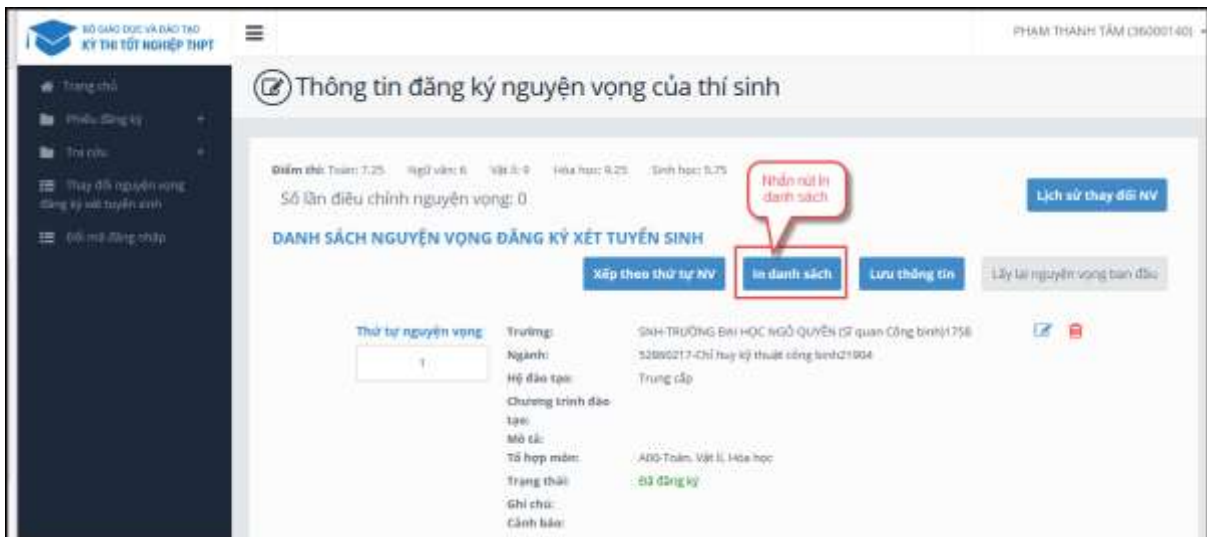 BỘ GIÁO DỤC VÀ ĐÀO TẠO
KỲ THI TỐT NGHIỆP THPT
PHẠM THANH TÂM (36000140)
Trang chủ
Phiếu đăng ký
Tra cứu
Thay đổi nguyện vọng
đăng ký xét tuyển sinh
Đổi mã đăng nhập
Thông tin đăng ký nguyện vọng của thí sinh
Điểm thi: Toán: 7.25 Ngữ văn: 6 Vật lí: 9 Hóa học: 9.25 Sinh học: 5.75
Số lần điều chỉnh nguyện vọng: 0
Nhấn nút in
danh sách
Lịch sử thay đổi NV
DANH SÁCH NGUYỆN VỌNG ĐĂNG KÝ XÉT TUYỂN SINH
Xếp theo thứ tự NV
In danh sách
Lưu thông tin
Lấy lại nguyện vọng ban đầu
Thứ tự nguyện vọng
1
Trường: SNH-TRƯỜNG ĐẠI HỌC NGÔ QUYỀN (Sĩ quan Công binh)1758
Ngành: 52860217-Chỉ huy kỹ thuật công binh21904
Hệ đào tạo: Trung cấp
Chương trình đào
tạo:
Mô tả:
Tổ hợp môn: A00-Toán, Vật lí, Hóa học
Trạng thái: Đã đăng ký
Ghi chú:
Cảnh báo: